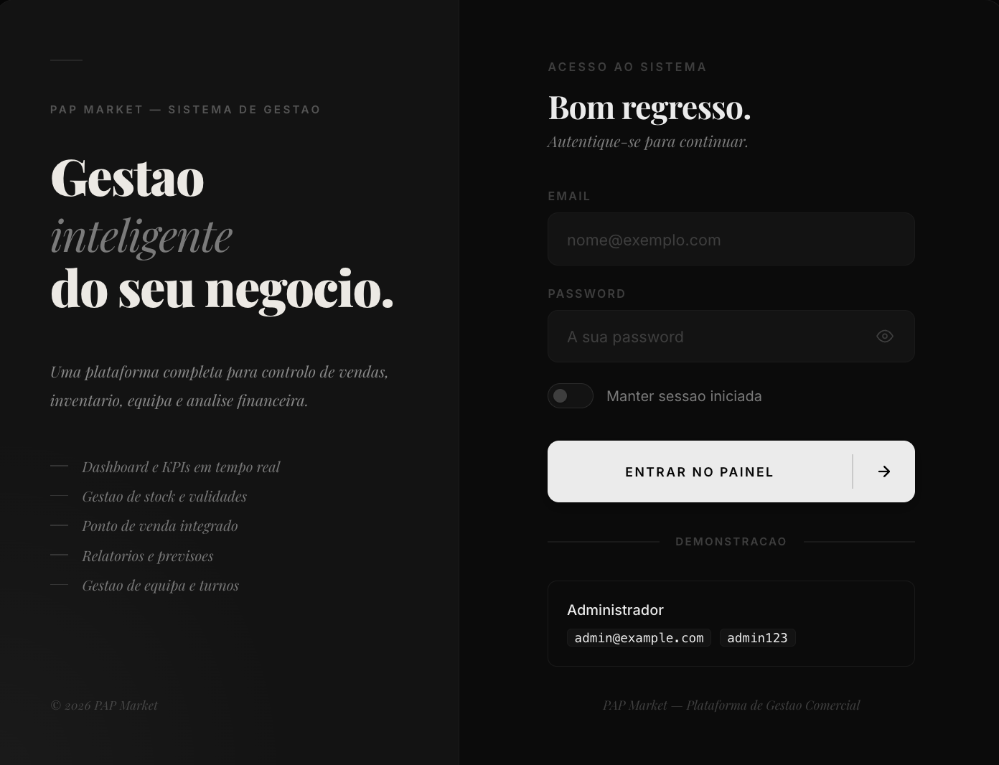 PAP MARKET — SISTEMA DE GESTAO
Gestao
inteligente
do seu negocio.
Uma plataforma completa para controlo de vendas,
inventario, equipa e analise financeira.
Dashboard e KPIs em tempo real
Gestao de stock e validades
Ponto de venda integrado
Relatorios e previsoes
Gestao de equipa e turnos
© 2026 PAP Market
ACESSO AO SISTEMA
Bom regresso.
Autentique-se para continuar.
EMAIL
nome@exemplo.com
PASSWORD
A sua password
Manter sessao iniciada
ENTRAR NO PAINEL
DEMONSTRACAO
Administrador
admin@example.com admin123
PAP Market — Plataforma de Gestao Comercial